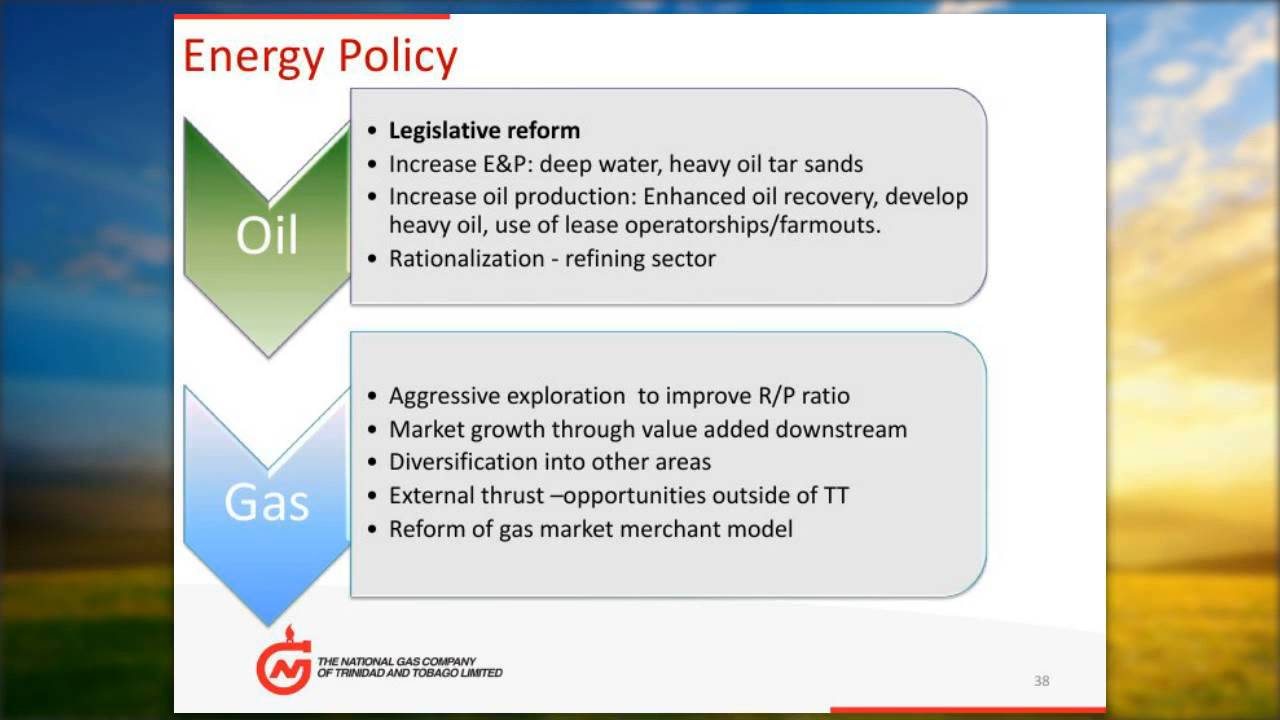 Energy Policy
Oil
• Legislative reform
• Increase E&P: deep water, heavy oil tar sands
• Increase oil production: Enhanced oil recovery, develop
heavy oil, use of lease operatorships/farmouts.
• Rationalization - refining sector
Gas
• Aggressive exploration  to improve R/P ratio
• Market growth through value added downstream
• Diversification into other areas
• External thrust –opportunities outside of TT
• Reform of gas market merchant model
THE NATIONAL GAS COMPANY
OF TRINIDAD AND TOBAGO LIMITED
38